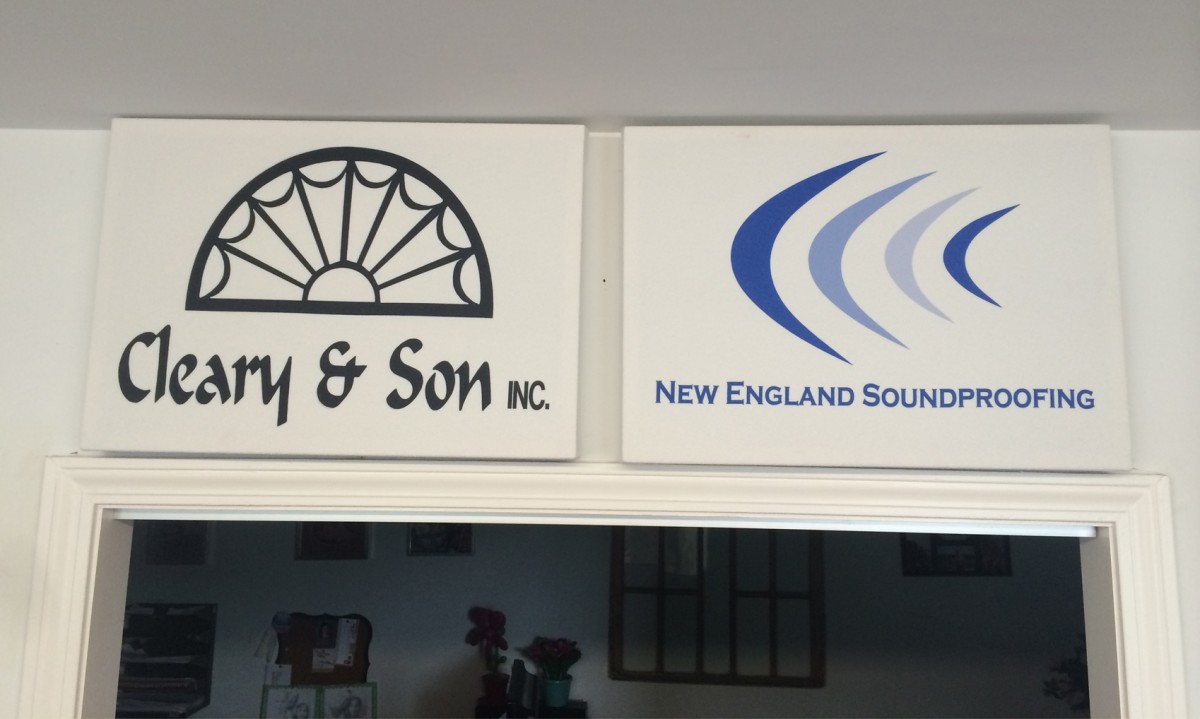 Cleary & Son INC.
NEW ENGLAND SOUNDPROOFING